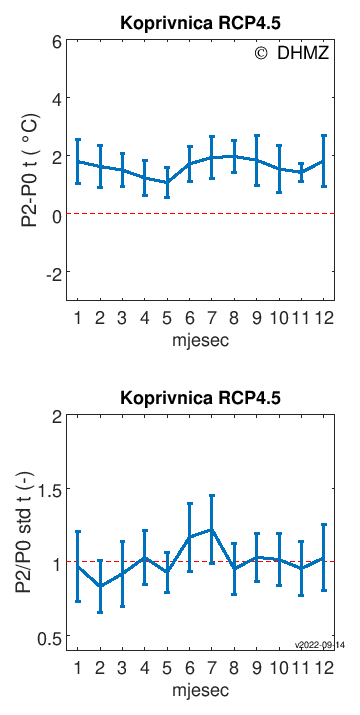 Koprivnica RCP4.5
© DHMZ
P2-P0 t ( °C)
6
4
2
0
-2
1 2 3 4 5 6 7 8 9 10 11 12
mjesec
Koprivnica RCP4.5
P2/P0 std t (-)
2
1.5
1
0.5
v2022-09-14
1 2 3 4 5 6 7 8 9 10 11 12
mjesec